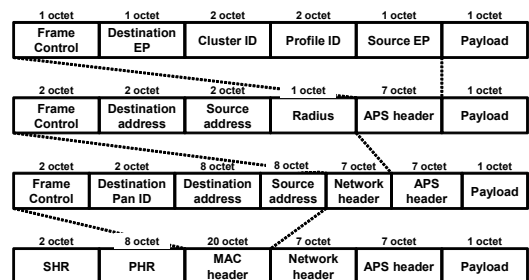 1 octet 1 octet 2 octet 2 octet 1 octet 1 octet
Frame Control Destination EP Cluster ID Profile ID Source EP Payload
2 octet 2 octet 2 octet 1 octet 7 octet 1 octet
Frame Control Destination address Source address Radius APS header Payload
2 octet 2 octet 8 octet 8 octet 7 octet 7 octet 1 octet
Frame Control Destination Pan ID Destination address Source address Network header APS header Payload
2 octet 8 octet 20 octet 7 octet 7 octet 1 octet
SHR PHR MAC header Network header APS header Payload